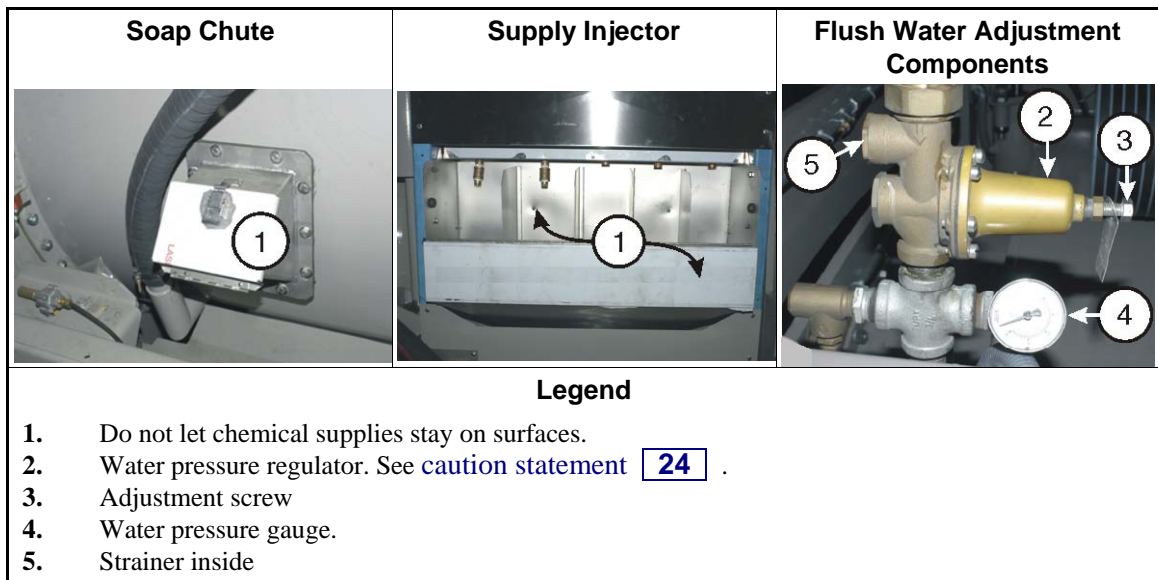 Soap Chute
Supply Injector
Flush Water Adjustment
Components
1
LAS
1
2
3
5
4
Legend
1. Do not let chemical supplies stay on surfaces.
2. Water pressure regulator. See caution statement 24 .
3. Adjustment screw
4. Water pressure gauge.
5. Strainer inside